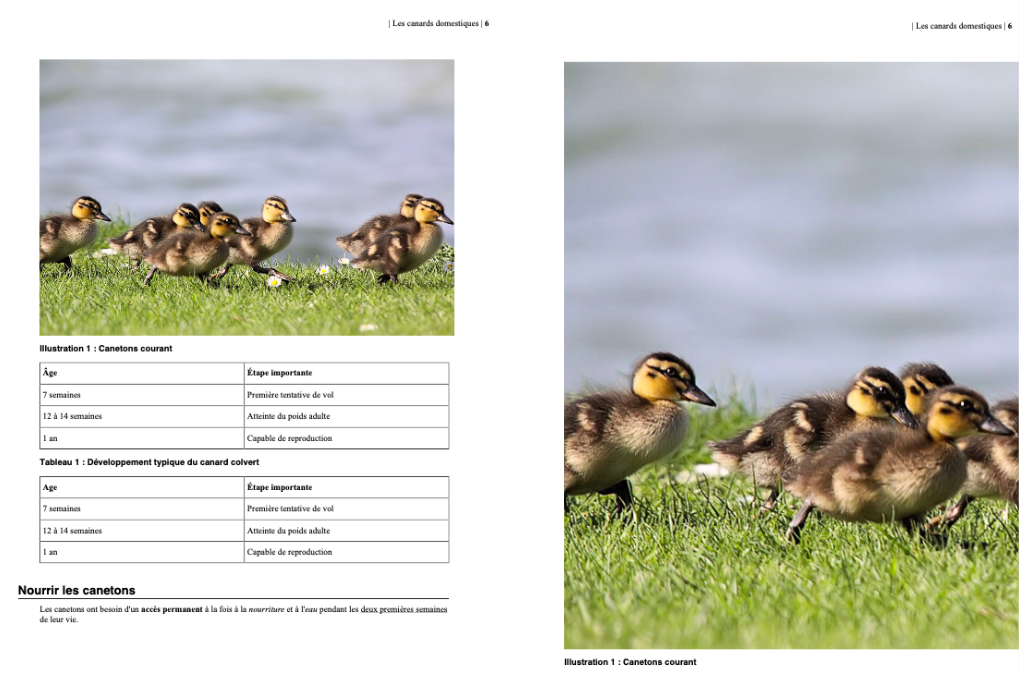 | Les canards domestiques | 6
Illustration 1 : Canetons courant
Âge Étape importante
7 semaines Première tentative de vol
12 à 14 semaines Atteinte du poids adulte
1 an Capable de reproduction
Tableau 1 : Développement typique du canard colvert
Age Étape importante
7 semaines Première tentative de vol
12 à 14 semaines Atteinte du poids adulte
1 an Capable de reproduction
Nourrir les canetons
Les canetons ont besoin d'un accès permanent à la fois à la nourriture et à l'eau pendant les deux premières semaines
de leur vie.
| Les canards domestiques | 6
Illustration 1 : Canetons courant